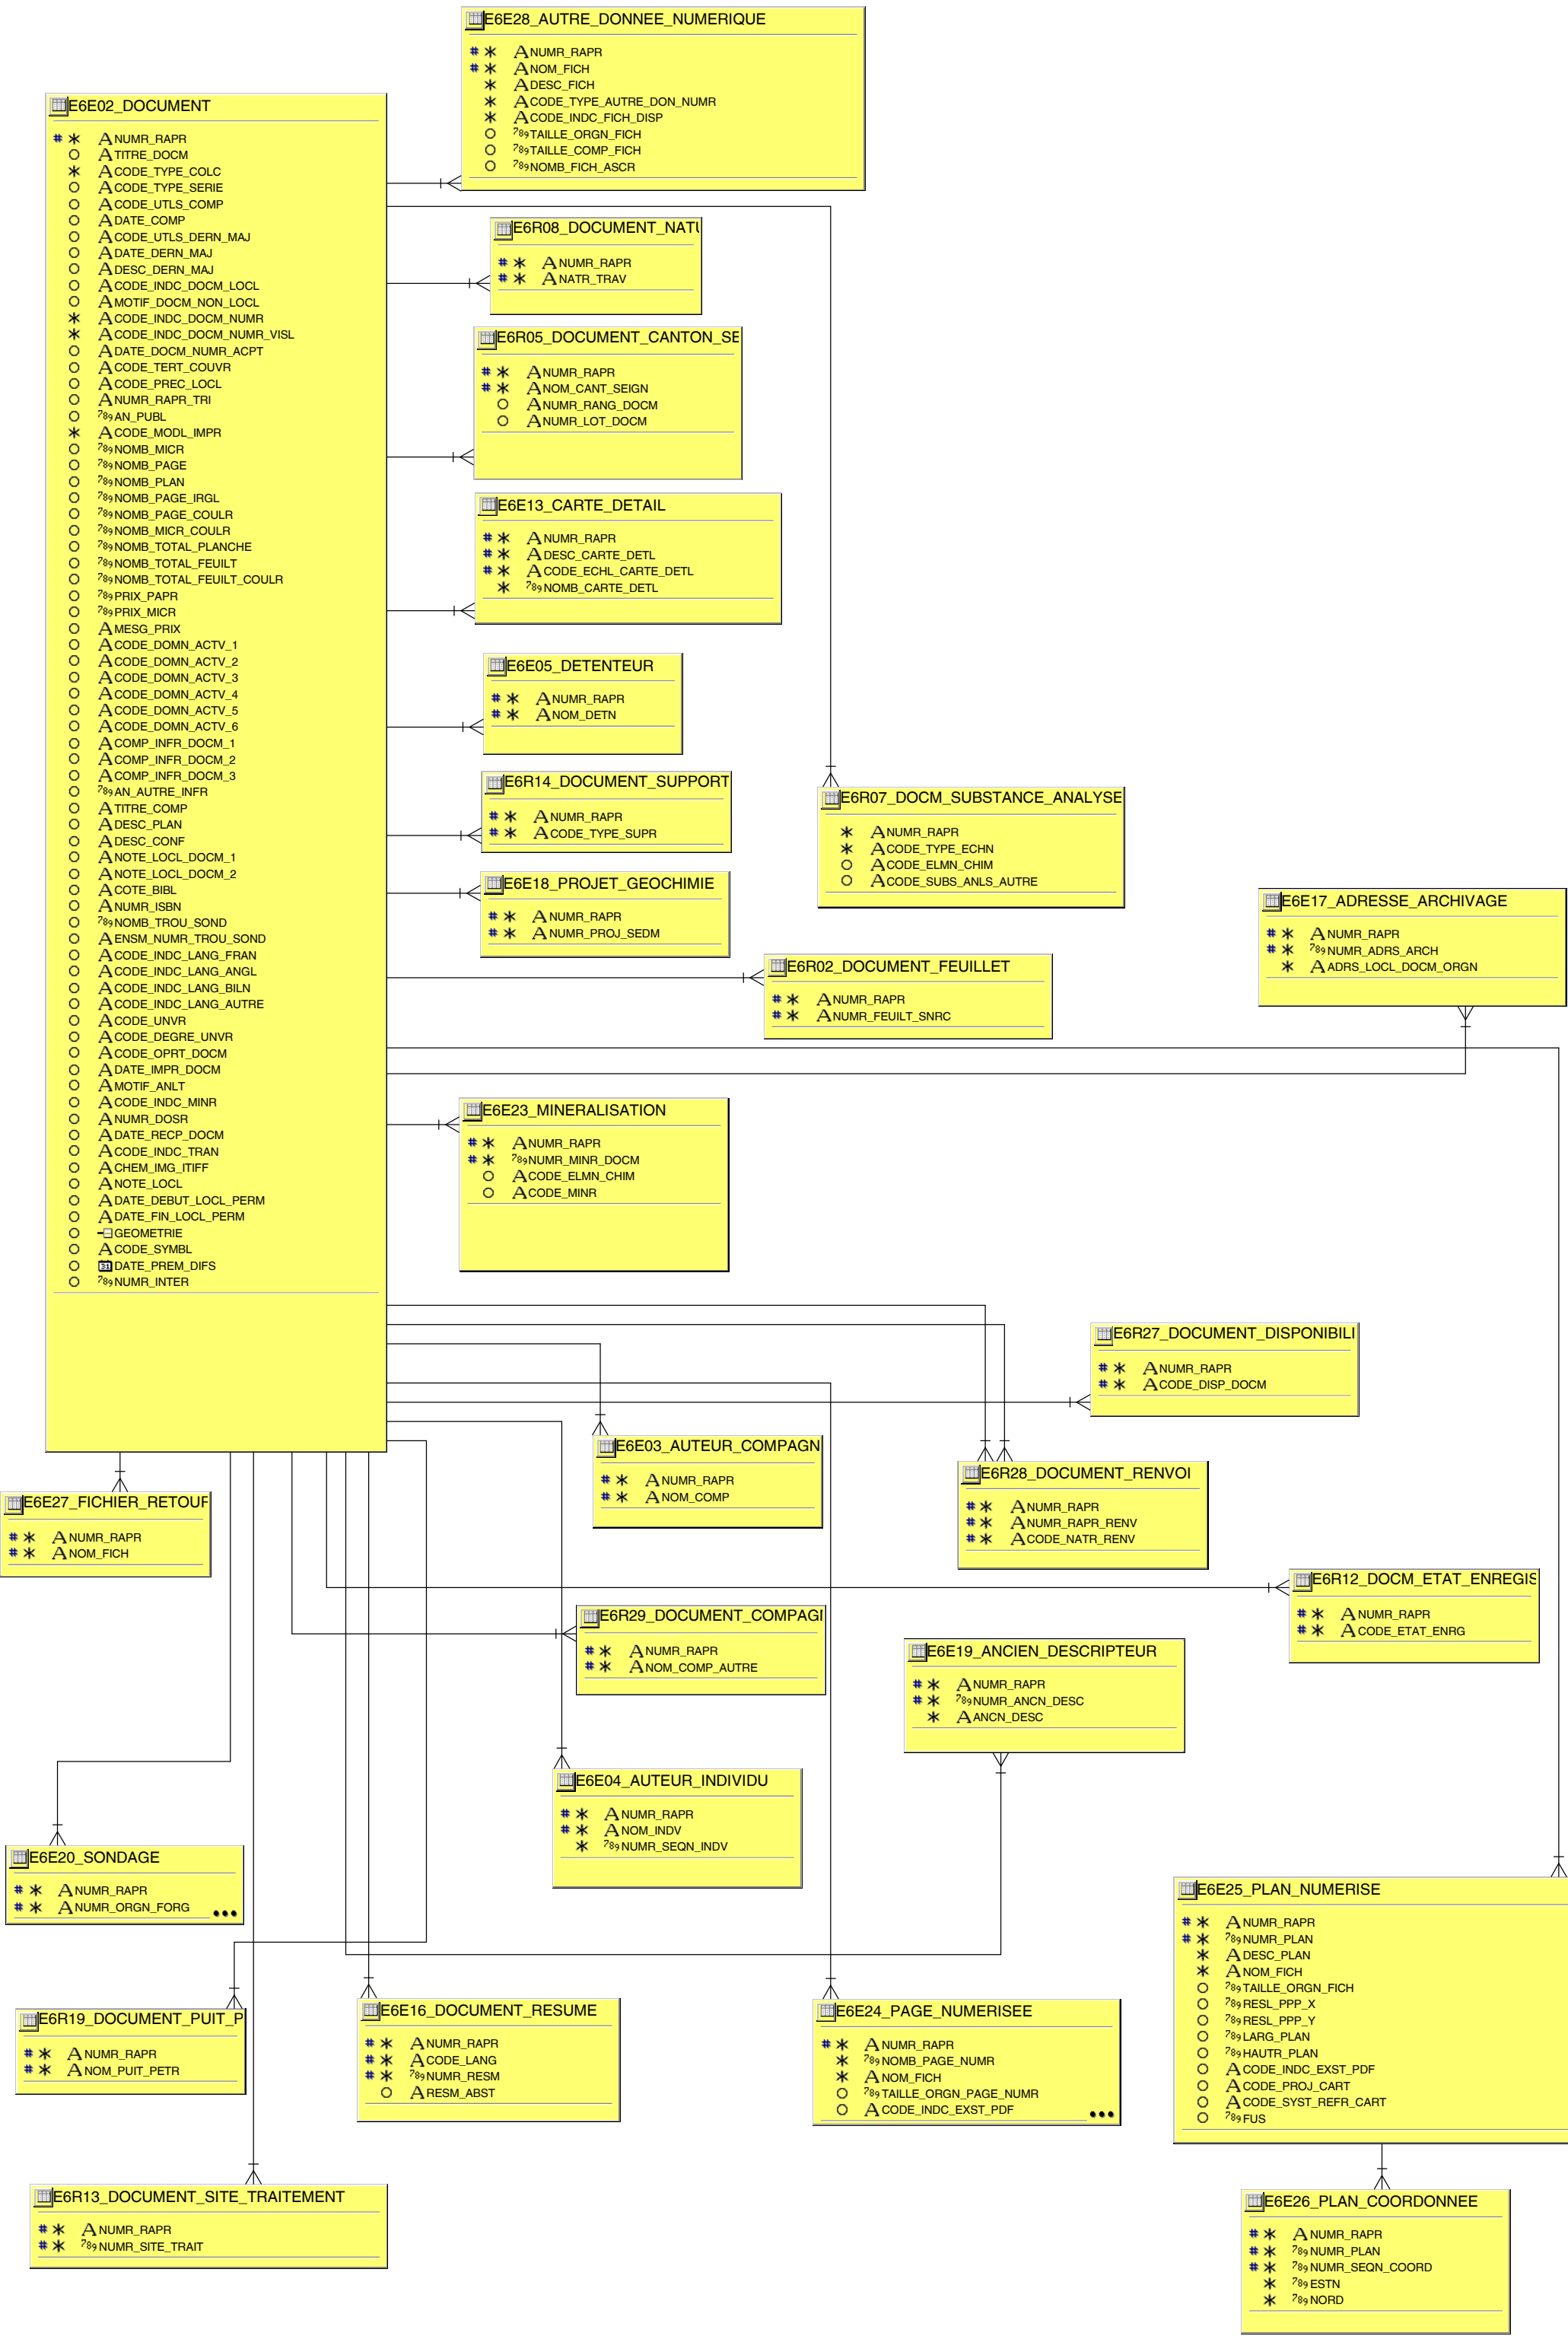 E6E28_AUTRE_DONNEE_NUMERIQUE
NUMR_RAPR
NOM_FICH
DESC_FICH
CODE_TYPE_AUTRE_DON_NUMR
CODE_INDC_FICH_DISP
TAILLE_ORGN_FICH
TAILLE_COMP_FICH
NOMB_FICH_ASCR
E6E02_DOCUMENT
NUMR_RAPR
TITRE_DOCM
CODE_TYPE_COLC
CODE_TYPE_SERIE
CODE_UTLS_COMP
DATE_COMP
CODE_UTLS_DERN_MAJ
DATE_DERN_MAJ
DESC_DERN_MAJ
CODE_INDC_DOCM_LOCL
MOTIF_DOCM_NON_LOCL
CODE_INDC_DOCM_NUMR
CODE_INDC_DOCM_NUMR_VISL
DATE_DOCM_NUMR_ACPT
CODE_TERT_COUVR
CODE_PREC_LOCL
NUMR_RAPR_TRI
AN_PUBL
CODE_MODL_IMPR
NOMB_MICR
NOMB_PAGE
NOMB_PLAN
NOMB_PAGE_IRGL
NOMB_PAGE_COULR
NOMB_MICR_COULR
NOMB_TOTAL_PLANCHE
NOMB_TOTAL_FEUILT
NOMB_TOTAL_FEUILT_COULR
PRIX_PAPR
PRIX_MICR
MESG_PRIX
CODE_DOMN_ACTV_1
CODE_DOMN_ACTV_2
CODE_DOMN_ACTV_3
CODE_DOMN_ACTV_4
CODE_DOMN_ACTV_5
CODE_DOMN_ACTV_6
COMP_INFR_DOCM_1
COMP_INFR_DOCM_2
COMP_INFR_DOCM_3
AN_AUTRE_INFR
TITRE_COMP
DESC_PLAN
DESC_CONF
NOTE_LOCL_DOCM_1
NOTE_LOCL_DOCM_2
COTE_BIBL
NUMR_ISBN
NOMB_TROU_SOND
ENSM_NUMR_TROU_SOND
CODE_INDC_LANG_FRAN
CODE_INDC_LANG_ANGL
CODE_INDC_LANG_BILN
CODE_INDC_LANG_AUTRE
CODE_UNVR
CODE_DEGRE_UNVR
CODE_OPRT_DOCM
DATE_IMPR_DOCM
MOTIF_ANLT
CODE_INDC_MINR
NUMR_DOSR
DATE_RECP_DOCM
CODE_INDC_TRAN
CHEM_IMG_ITIFF
NOTE_LOCL
DATE_DEBUT_LOCL_PERM
DATE_FIN_LOCL_PERM
GEOMETRIE
CODE_SYMBL
DATE_PREM_DIFS
NUMR_INTER
E6R08_DOCUMENT_NATU
NUMR_RAPR
NATR_TRAV
E6R05_DOCUMENT_CANTON_SE
NUMR_RAPR
NOM_CANT_SEIGN
NUMR_RANG_DOCM
NUMR_LOT_DOCM
E6E13_CARTE_DETAIL
NUMR_RAPR
DESC_CARTE_DETL
CODE_ECHL_CARTE_DETL
NOMB_CARTE_DETL
E6E05_DETENTEUR
NUMR_RAPR
NOM_DETN
E6R14_DOCUMENT_SUPPORT
NUMR_RAPR
CODE_TYPE_SUPR
E6R07_DOCM_SUBSTANCE_ANALYSE
NUMR_RAPR
CODE_TYPE_ECHN
CODE_ELMN_CHIM
CODE_SUBS_ANLS_AUTRE
E6E18_PROJET_GEOCHIMIE
NUMR_RAPR
NUMR_PROJ_SEDM
E6E17_ADRESSE_ARCHIVAGE
NUMR_RAPR
NUMR_ADRS_ARCH
ADRS_LOCL_DOCM_ORGN
E6R02_DOCUMENT_FEUILLET
NUMR_RAPR
NUMR_FEUILT_SNRC
E6E23_MINERALISATION
NUMR_RAPR
NUMR_MINR_DOCM
CODE_ELMN_CHIM
CODE_MINR
E6R27_DOCUMENT_DISPONIBILI
NUMR_RAPR
CODE_DISP_DOCM
E6E03_AUTEUR_COMPAGN
NUMR_RAPR
NOM_COMP
E6R28_DOCUMENT_RENVOI
NUMR_RAPR
NUMR_RAPR_RENV
CODE_NATR_RENV
E6E27_FICHIER_RETOUR
NUMR_RAPR
NOM_FICH
E6R12_DOCM_ETAT_ENREGIS
NUMR_RAPR
CODE_ETAT_ENRG
E6R29_DOCUMENT_COMPAGI
NUMR_RAPR
NOM_COMP_AUTRE
E6E19_ANCIEN_DESCRIPTEUR
NUMR_RAPR
NUMR_ANCN_DESC
ANCN_DESC
E6E04_AUTEUR_INDIVIDU
NUMR_RAPR
NOM_INDV
NUMR_SEQN_INDV
E6E20_SONDAGE
NUMR_RAPR
NUMR_ORGN_FORG
E6E25_PLAN_NUMERISE
NUMR_RAPR
NUMR_PLAN
DESC_PLAN
NOM_FICH
TAILLE_ORGN_FICH
RESL_PPP_X
RESL_PPP_Y
LARG_PLAN
HAUTR_PLAN
CODE_INDC_EXST_PDF
CODE_PROJ_CART
CODE_SYST_REFR_CART
FUS
E6R19_DOCUMENT_PUIT_P
NUMR_RAPR
NOM_PUIT_PETR
E6E16_DOCUMENT_RESUME
NUMR_RAPR
CODE_LANG
NUMR_RESM
RESM_ABST
E6E24_PAGE_NUMERISEE
NUMR_RAPR
NOMB_PAGE_NUMR
NOM_FICH
TAILLE_ORGN_PAGE_NUMR
CODE_INDC_EXST_PDF
E6R13_DOCUMENT_SITE_TRAITEMENT
NUMR_RAPR
NUMR_SITE_TRAIT
E6E26_PLAN_COORDONNEE
NUMR_RAPR
NUMR_PLAN
NUMR_SEQN_COORD
ESTN
NORD